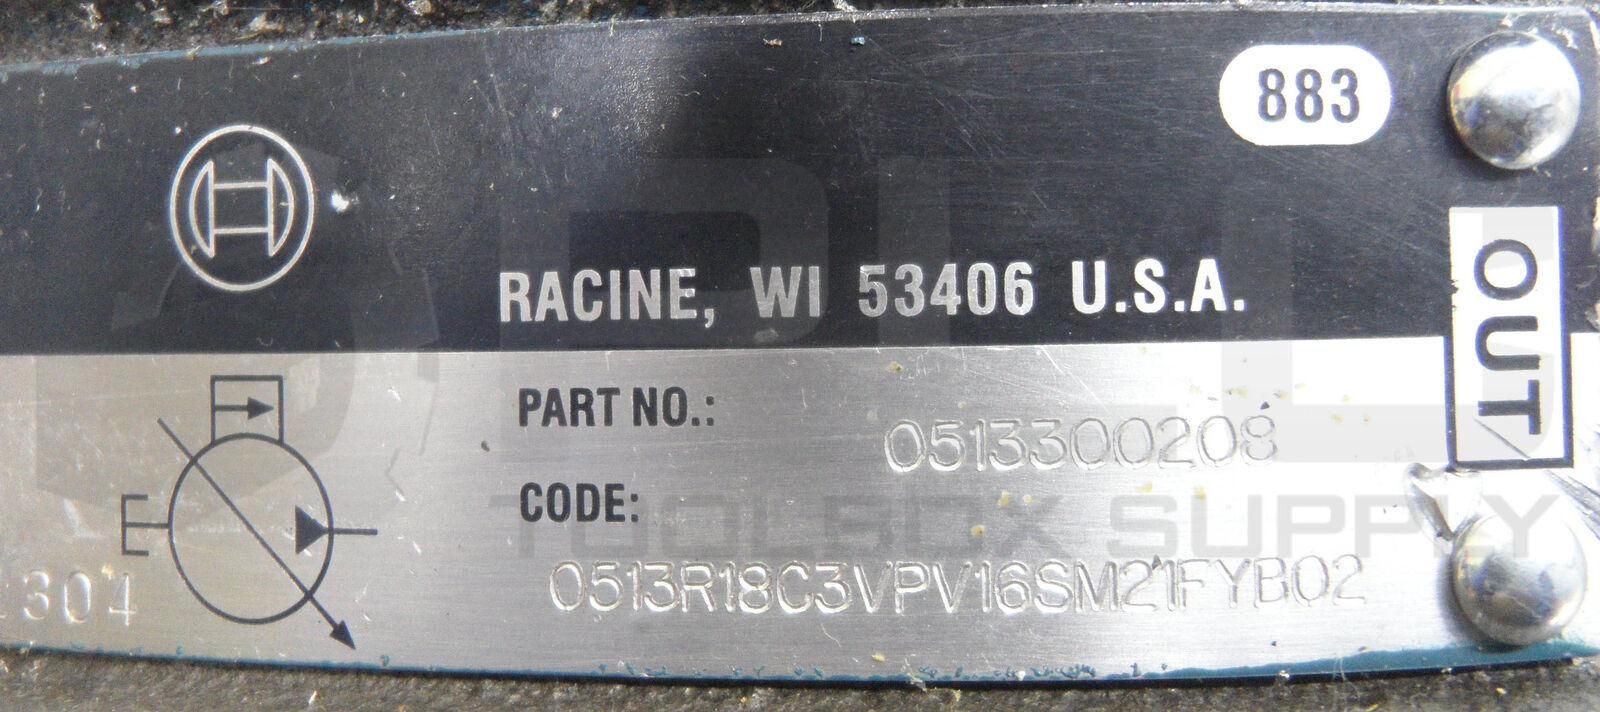 883
RACINE, WI 53406 U.S.A.
OUT
PART NO.:
0513300208
CODE:
TOOLBOX SUPPLY
0513R18C3VPV16SM21FYB02
304